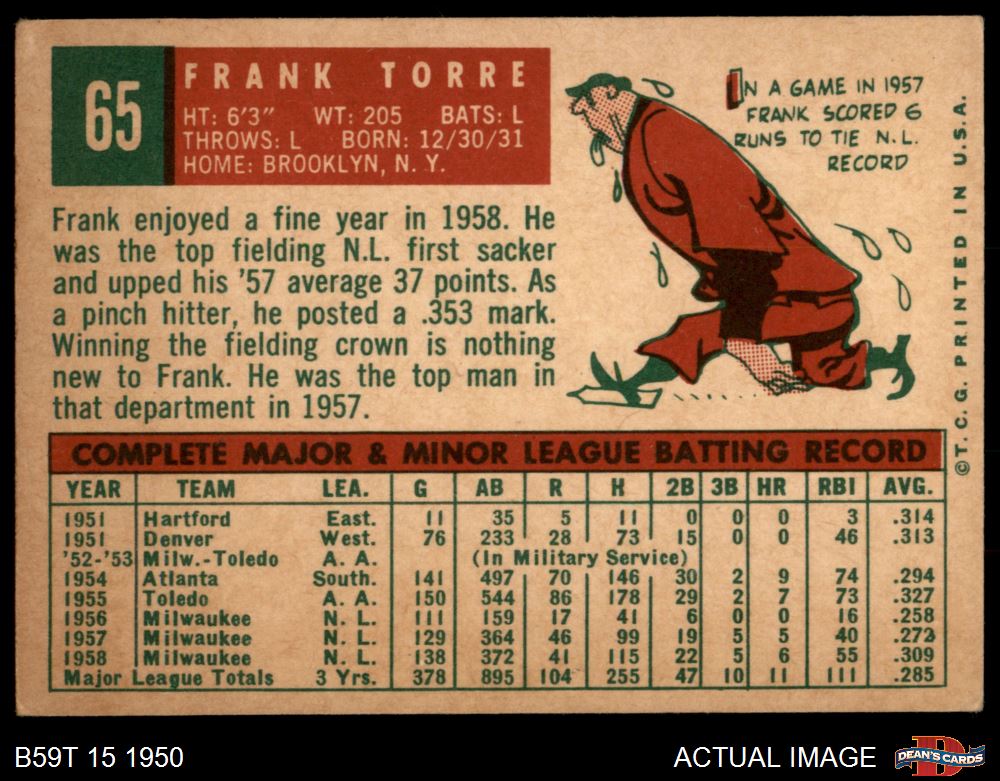 65
FRANK TORRE
HT: 6'3" WT: 205 BATS: L
THROWS: L BORN: 12/30/31
HOME: BROOKLYN, N. Y.
IN A GAME IN 1957
FRANK SCORED 6
RUNS TO TIE N.L.
RECORD
Frank enjoyed a fine year in 1958. He
was the top fielding N.L. first sacker
and upped his '57 average 37 points. As
a pinch hitter, he posted a .353 mark.
Winning the fielding crown is nothing
new to Frank. He was the top man in
that department in 1957.
©T. C. G. PRINTED IN U.S.A.
COMPLETE MAJOR & MINOR LEAGUE BATTING RECORD
YEAR TEAM LEA. G AB R H 2B 3B HR RBI AVG.
1951 Hartford East. 11 35 5 11 0 0 0 3 .314
1951 Denver West. 76 233 28 73 15 0 0 46 .313
'52-'53 Milw.-Toledo A. A. (In Military Service)
1954 Atlanta South. 141 497 70 146 30 2 9 74 .294
1955 Toledo A. A. 150 544 86 178 29 2 7 73 .327
1956 Milwaukee N. L. 111 159 17 41 6 0 0 16 .258
1957 Milwaukee N. L. 129 364 46 99 19 5 5 40 .272
1958 Milwaukee N. L. 138 372 41 115 22 5 6 55 .309
Major League Totals 3 Yrs. 378 895 104 255 47 10 11 111 .285
B59T 15 1950
ACTUAL IMAGE
D
DEAN'S CARDS